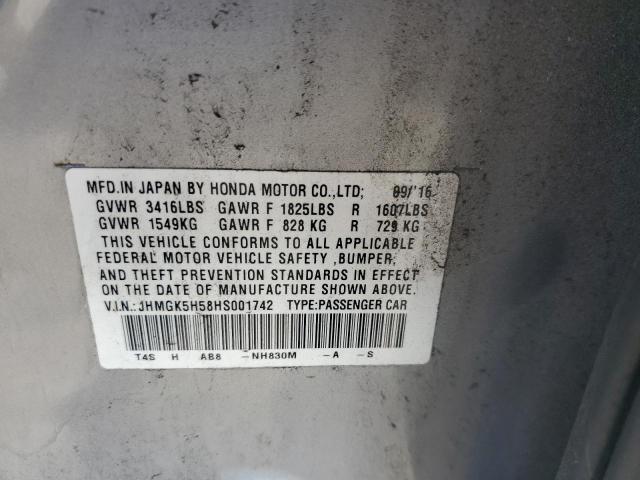 MFD.IN JAPAN BY HONDA MOTOR CO.,LTD; 09/'16
GVWR 3416LBS GAWR F 1825LBS R 1607LBS
GVWR 1549KG GAWR F 828 KG R 729 KG
THIS VEHICLE CONFORMS TO ALL APPLICABLE
FEDERAL MOTOR VEHICLE SAFETY ,BUMPER,
AND THEFT PREVENTION STANDARDS IN EFFECT
ON THE DATE OF MANUFACTURE SHOWN ABOVE.
V.I.N.:JHMGK5H58HS001742 TYPE:PASSENGER CAR
T4S H AB8 -NH830M -A -S